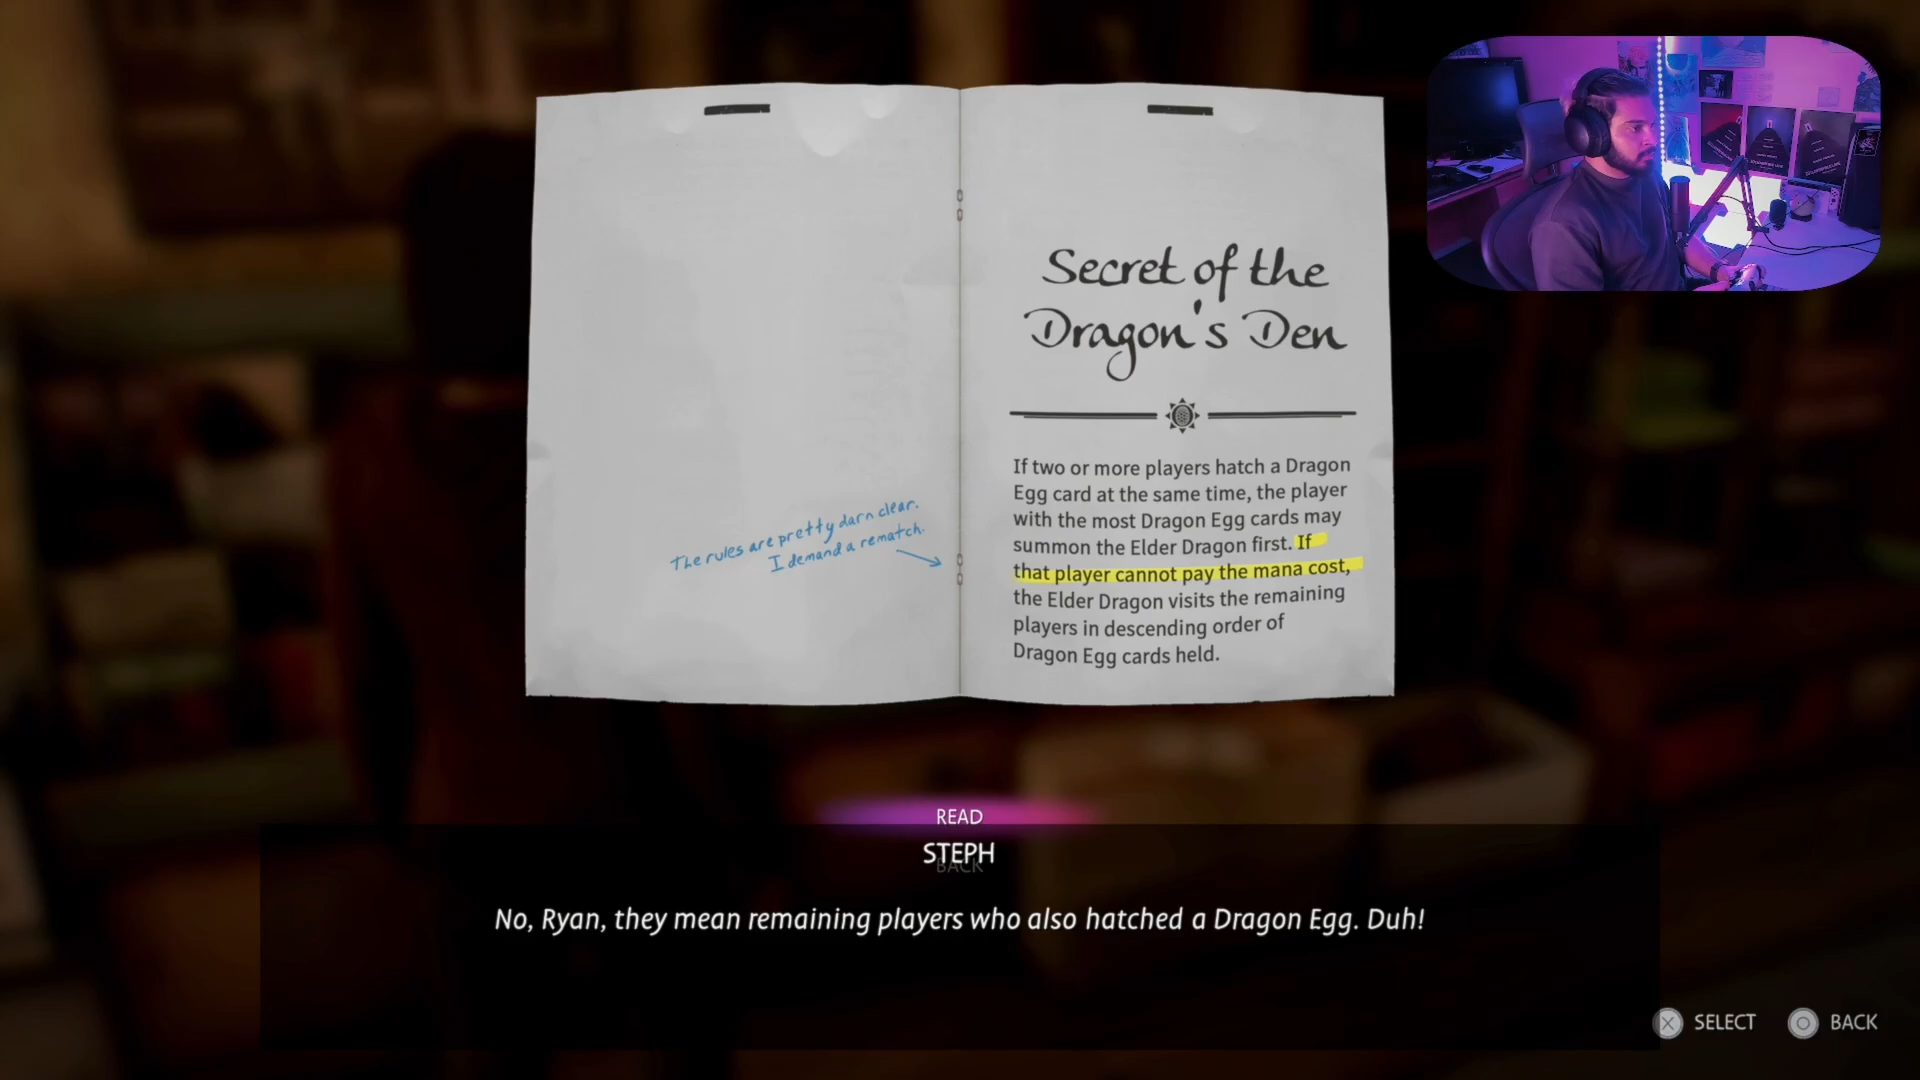 Secret of the
Dragon's Den
If two or more players hatch a Dragon
Egg card at the same time, the player
with the most Dragon Egg cards may
summon the Elder Dragon first. If
that player cannot pay the mana cost,
the Elder Dragon visits the remaining
players in descending order of
Dragon Egg cards held.
The rules are pretty darn clear.
I demand a rematch.
READ
STEPH
BACK
No, Ryan, they mean remaining players who also hatched a Dragon Egg. Duh!
SELECT
BACK